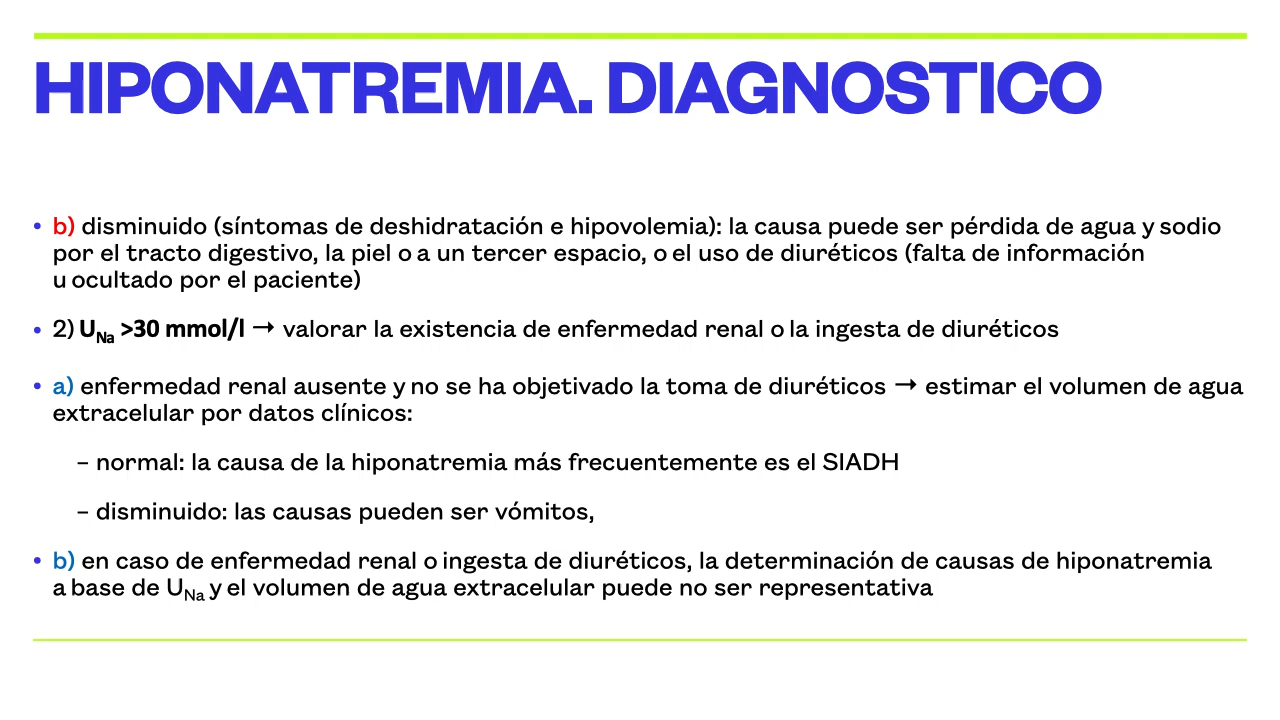 HIPONATREMIA. DIAGNOSTICO
• b) disminuido (síntomas de deshidratación e hipovolemia): la causa puede ser pérdida de agua y sodio
por el tracto digestivo, la piel o a un tercer espacio, o el uso de diuréticos (falta de información
u ocultado por el paciente)
• 2) UNa >30 mmol/l → valorar la existencia de enfermedad renal o la ingesta de diuréticos
• a) enfermedad renal ausente y no se ha objetivado la toma de diuréticos → estimar el volumen de agua
extracelular por datos clínicos:
– normal: la causa de la hiponatremia más frecuentemente es el SIADH
– disminuido: las causas pueden ser vómitos,
• b) en caso de enfermedad renal o ingesta de diuréticos, la determinación de causas de hiponatremia
a base de UNa y el volumen de agua extracelular puede no ser representativa